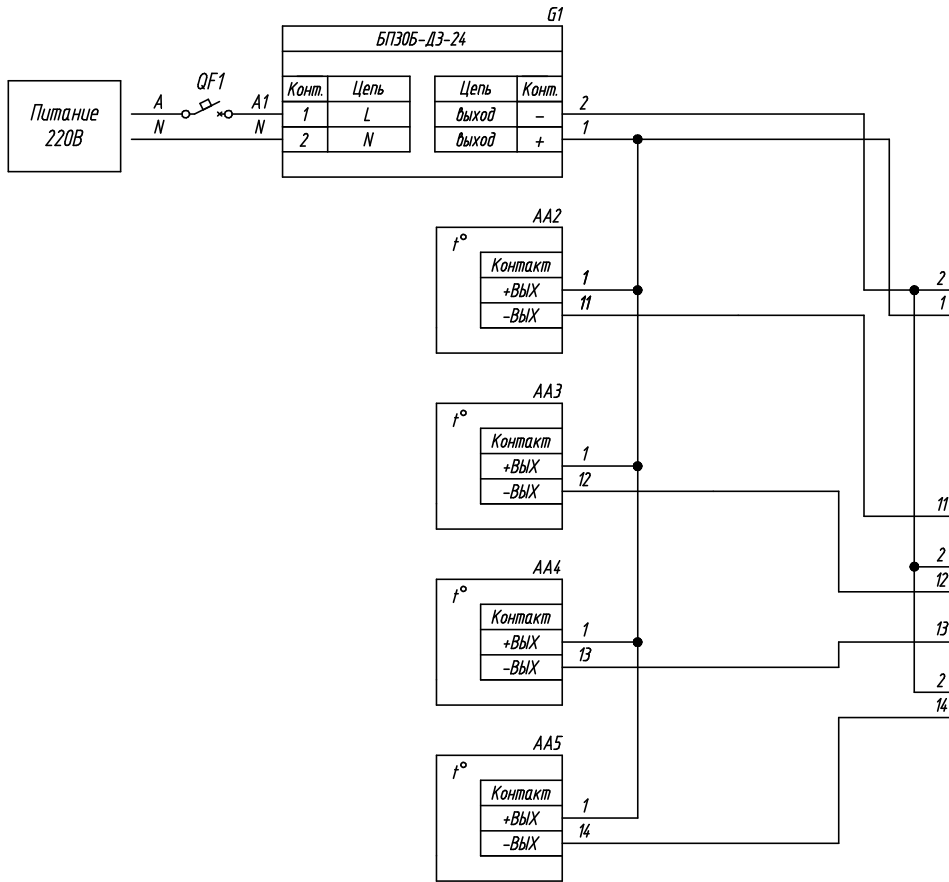 G1
БП30Б-Д3-24
Питание
220В
A
QF1
A1
N
N
Конт. Цепь
1 L
2 N
Цепь Конт.
выход -
выход +
2
1
AA2
t°
Контакт
+ВЫХ
-ВЫХ
1
11
2
1
AA3
t°
Контакт
+ВЫХ
-ВЫХ
1
12
11
2
12
AA4
t°
Контакт
+ВЫХ
-ВЫХ
1
13
13
2
14
AA5
t°
Контакт
+ВЫХ
-ВЫХ
1
14